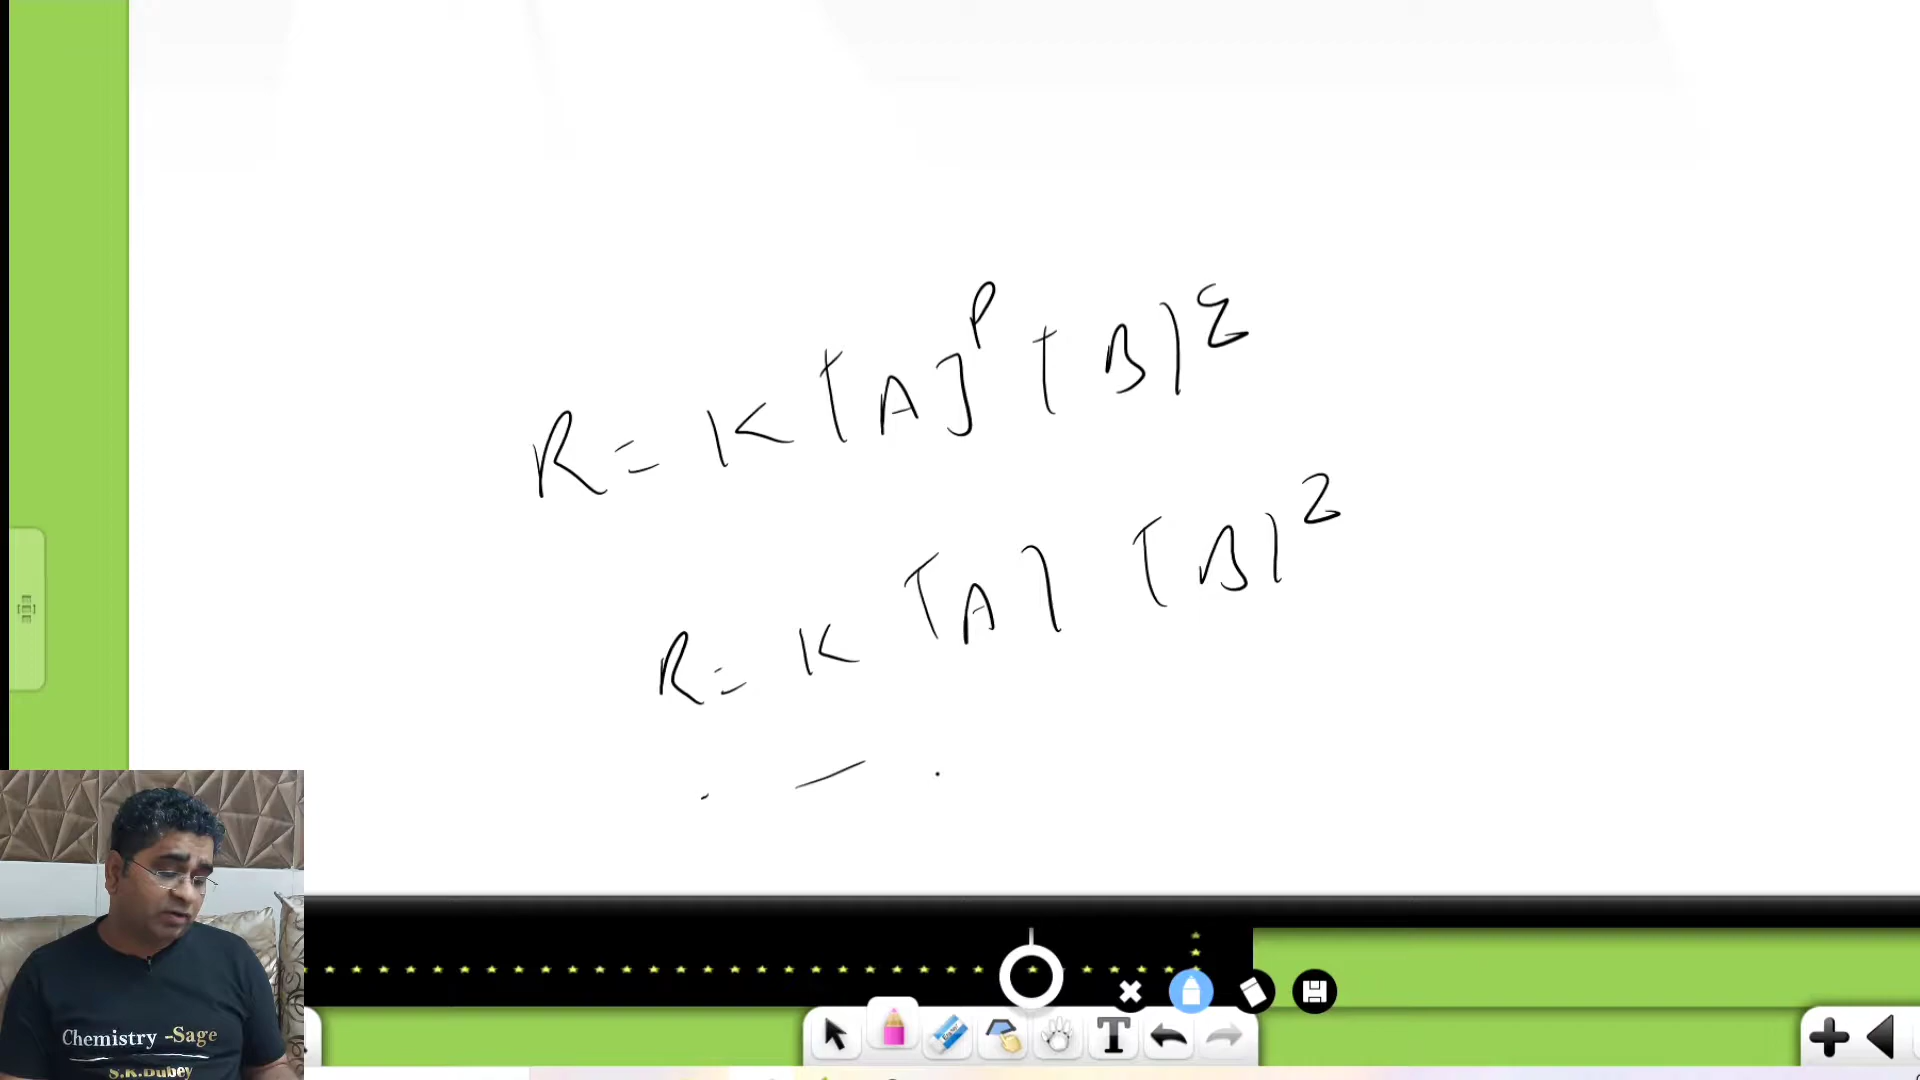 R = K [A]^P [B]^q
R = K [A] [B]^2
Chemistry -Sage
S.K.Dubey
T